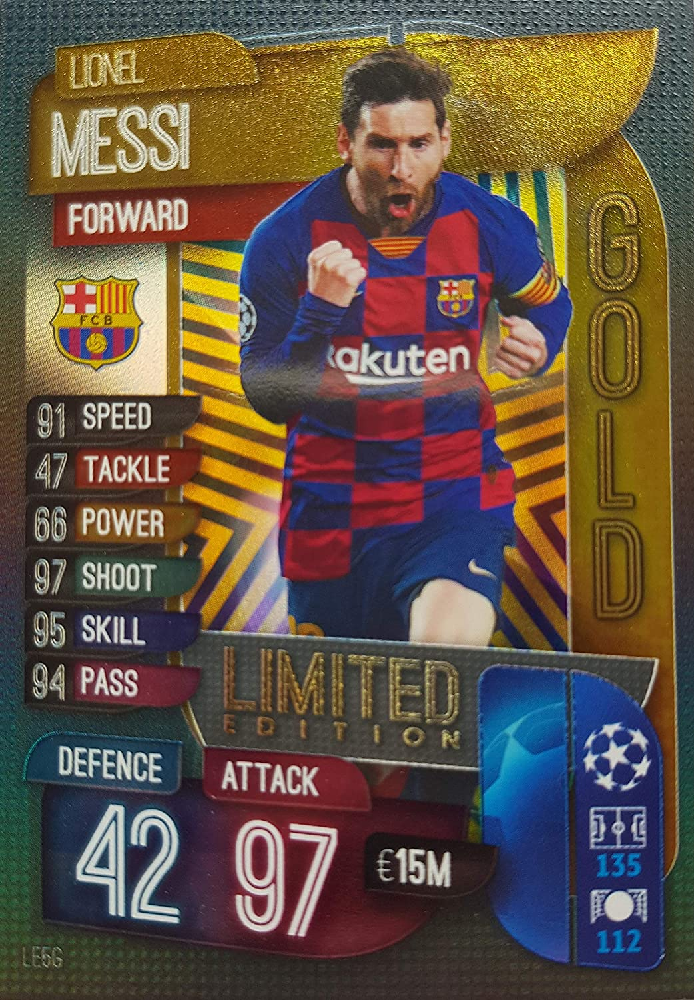 LIONEL
MESSI
FORWARD
GOLD
FCB
Rakuten
91 SPEED
47 TACKLE
66 POWER
97 SHOOT
95 SKILL
94 PASS
LIMITED
EDITION
DEFENCE
42
ATTACK
97
€15M
135
112
LE5G